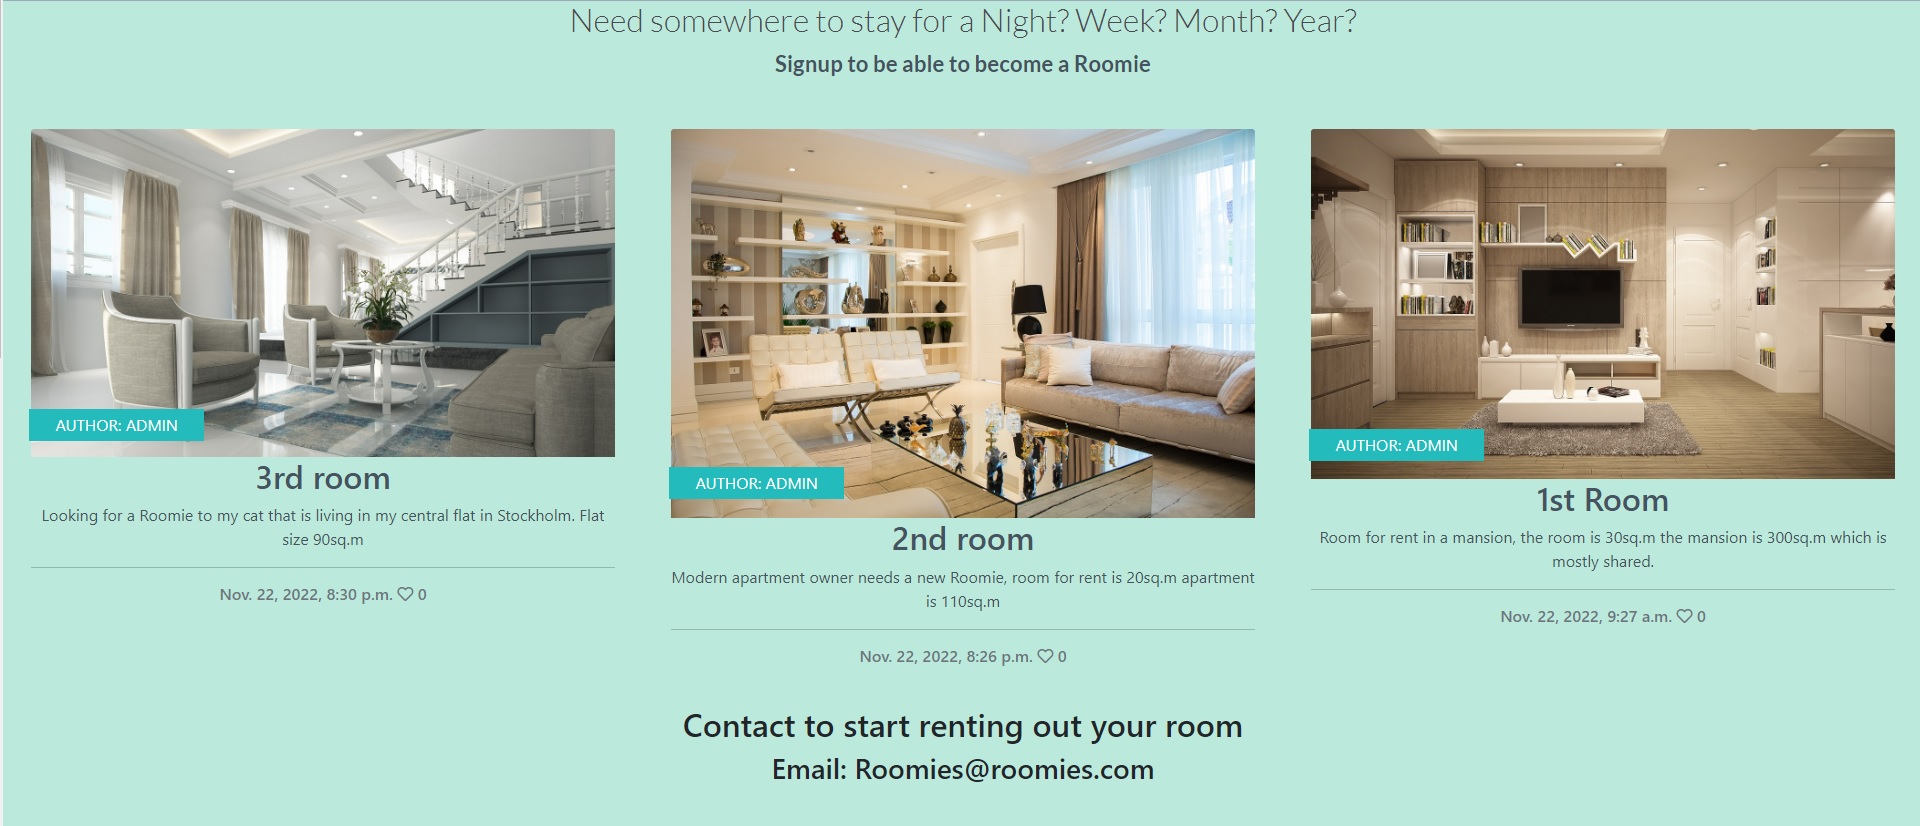 Need somewhere to stay for a Night? Week? Month? Year?
Signup to be able to become a Roomie
AUTHOR: ADMIN
3rd room
Looking for a Roomie to my cat that is living in my central flat in Stockholm. Flat
size 90sq.m
Nov. 22, 2022, 8:30 p.m. 0
AUTHOR: ADMIN
2nd room
Modern apartment owner needs a new Roomie, room for rent is 20sq.m apartment
is 110sq.m
Nov. 22, 2022, 8:26 p.m. 0
AUTHOR: ADMIN
1st Room
Room for rent in a mansion, the room is 30sq.m the mansion is 300sq.m which is
mostly shared.
Nov. 22, 2022, 9:27 a.m. 0
Contact to start renting out your room
Email: Roomies@roomies.com